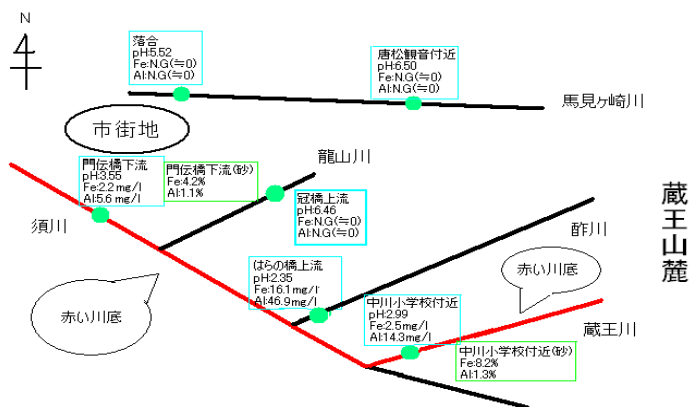 N
落合
pH:5.52
Fe:N.G(≒0)
Al:N.G(≒0)
唐松観音付近
pH:6.50
Fe:N.G(≒0)
Al:N.G(≒0)
馬見ヶ崎川
市街地
門伝橋下流
pH:3.55
Fe:2.2 mg/l
Al:5.6 mg/l
門伝橋下流(砂)
Fe:4.2%
Al:1.1%
龍山川
冠橋上流
pH:6.46
Fe:N.G(≒0)
Al:N.G(≒0)
須川
酢川
蔵王山麓
はらの橋上流
pH:2.35
Fe:16.1mg/l
Al:46.9mg/l
赤い川底
赤い川底
中川小学校付近
pH:2.99
Fe:2.5mg/l
Al:14.3mg/l
蔵王川
中川小学校付近(砂)
Fe:8.2%
Al:1.3%